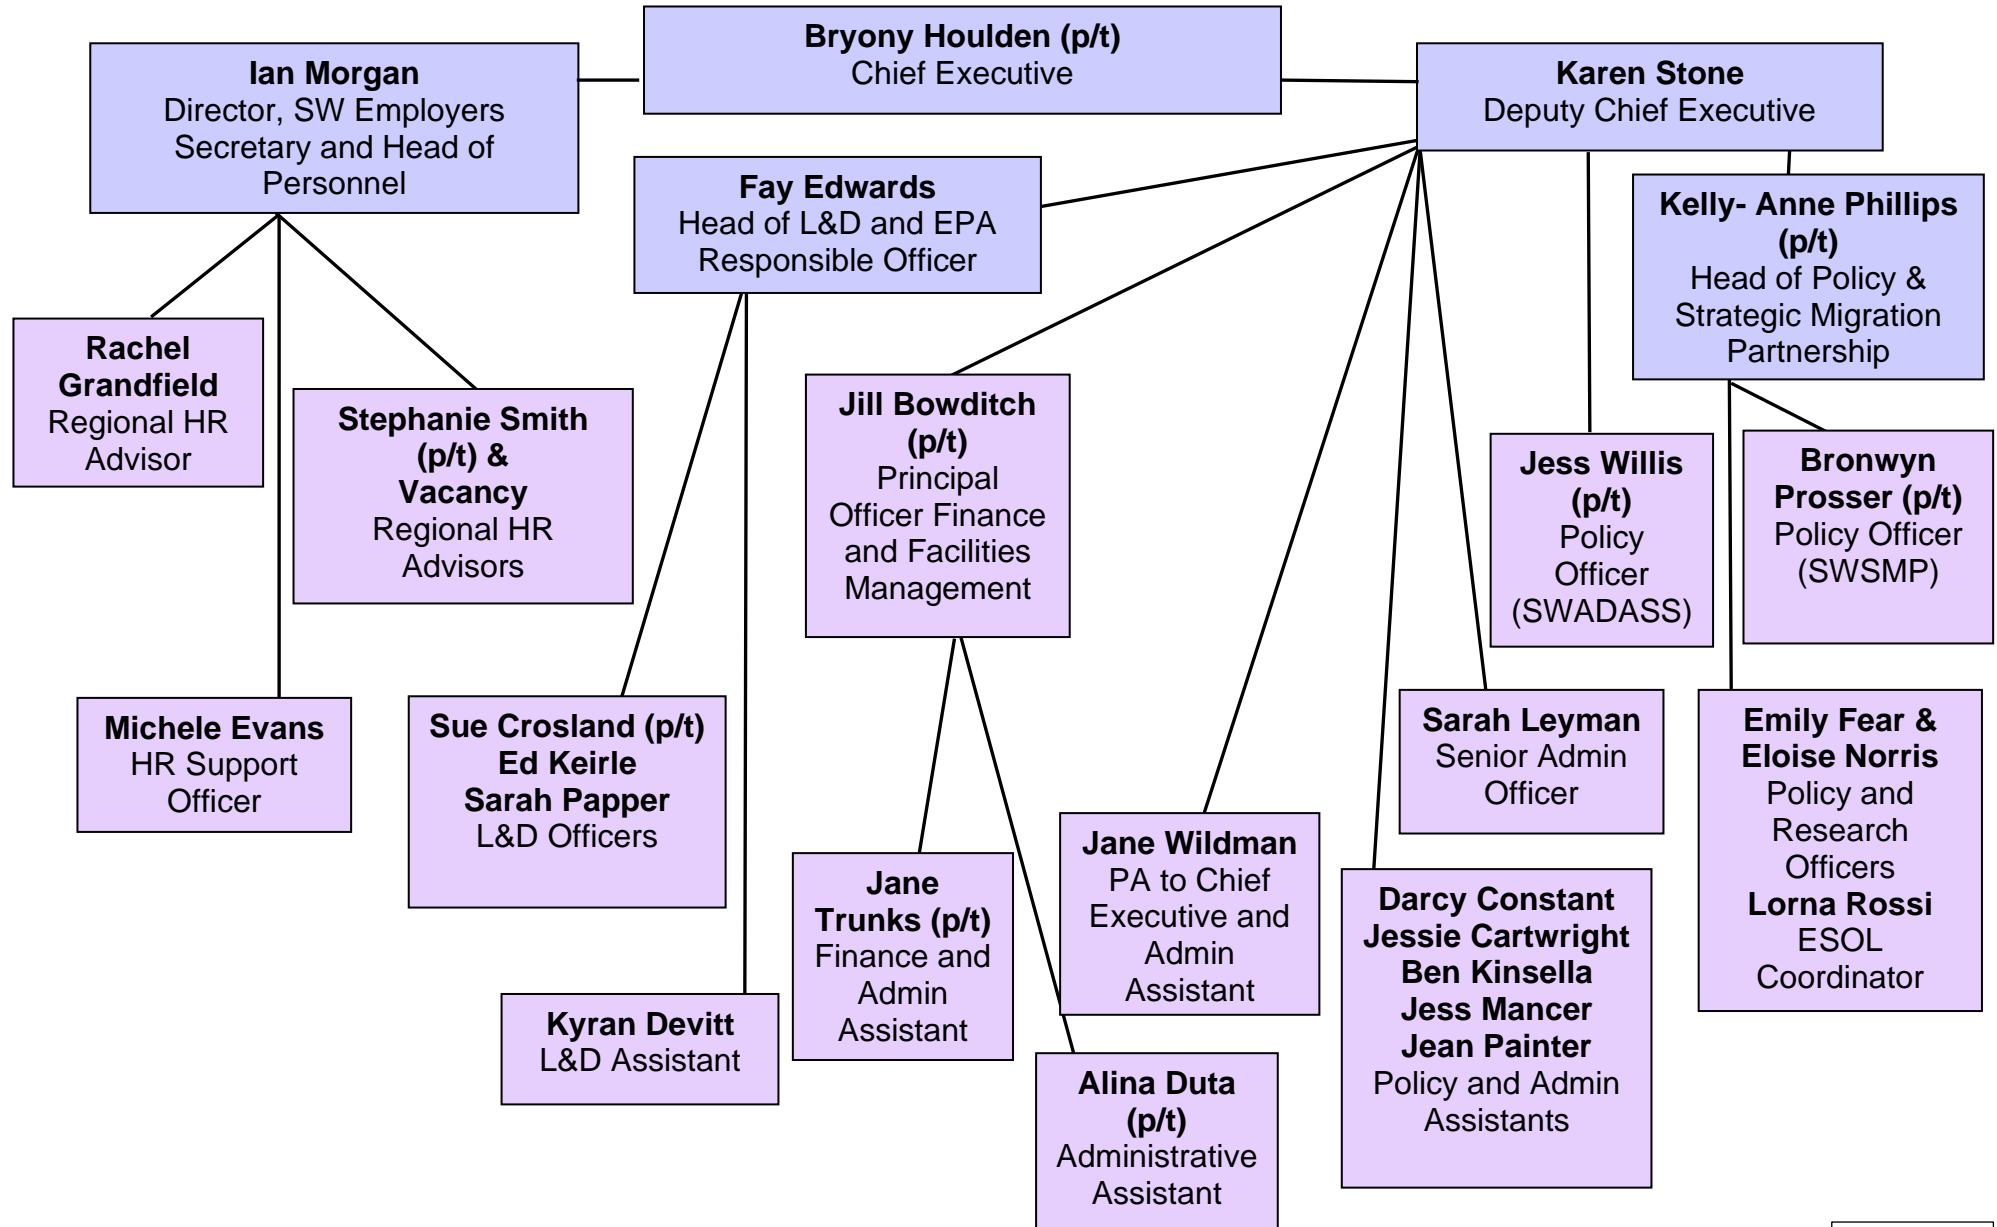 Bryony Houlden (p/t)
Chief Executive
Ian Morgan
Director, SW Employers
Secretary and Head of
Personnel
Karen Stone
Deputy Chief Executive
Fay Edwards
Head of L&D and EPA
Responsible Officer
Kelly- Anne Phillips
(p/t)
Head of Policy &
Strategic Migration
Partnership
Rachel
Grandfield
Regional HR
Advisor
Stephanie Smith
(p/t) &
Vacancy
Regional HR
Advisors
Jill Bowditch
(p/t)
Principal
Officer Finance
and Facilities
Management
Jess Willis
(p/t)
Policy
Officer
(SWADASS)
Bronwyn
Prosser (p/t)
Policy Officer
(SWSMP)
Michele Evans
HR Support
Officer
Sue Crosland (p/t)
Ed Keirle
Sarah Papper
L&D Officers
Sarah Leyman
Senior Admin
Officer
Emily Fear &
Eloise Norris
Policy and
Research
Officers
Lorna Rossi
ESOL
Coordinator
Jane
Trunks (p/t)
Finance and
Admin
Assistant
Jane Wildman
PA to Chief
Executive and
Admin
Assistant
Darcy Constant
Jessie Cartwright
Ben Kinsella
Jess Mancer
Jean Painter
Policy and Admin
Assistants
Kyran Devitt
L&D Assistant
Alina Duta
(p/t)
Administrative
Assistant